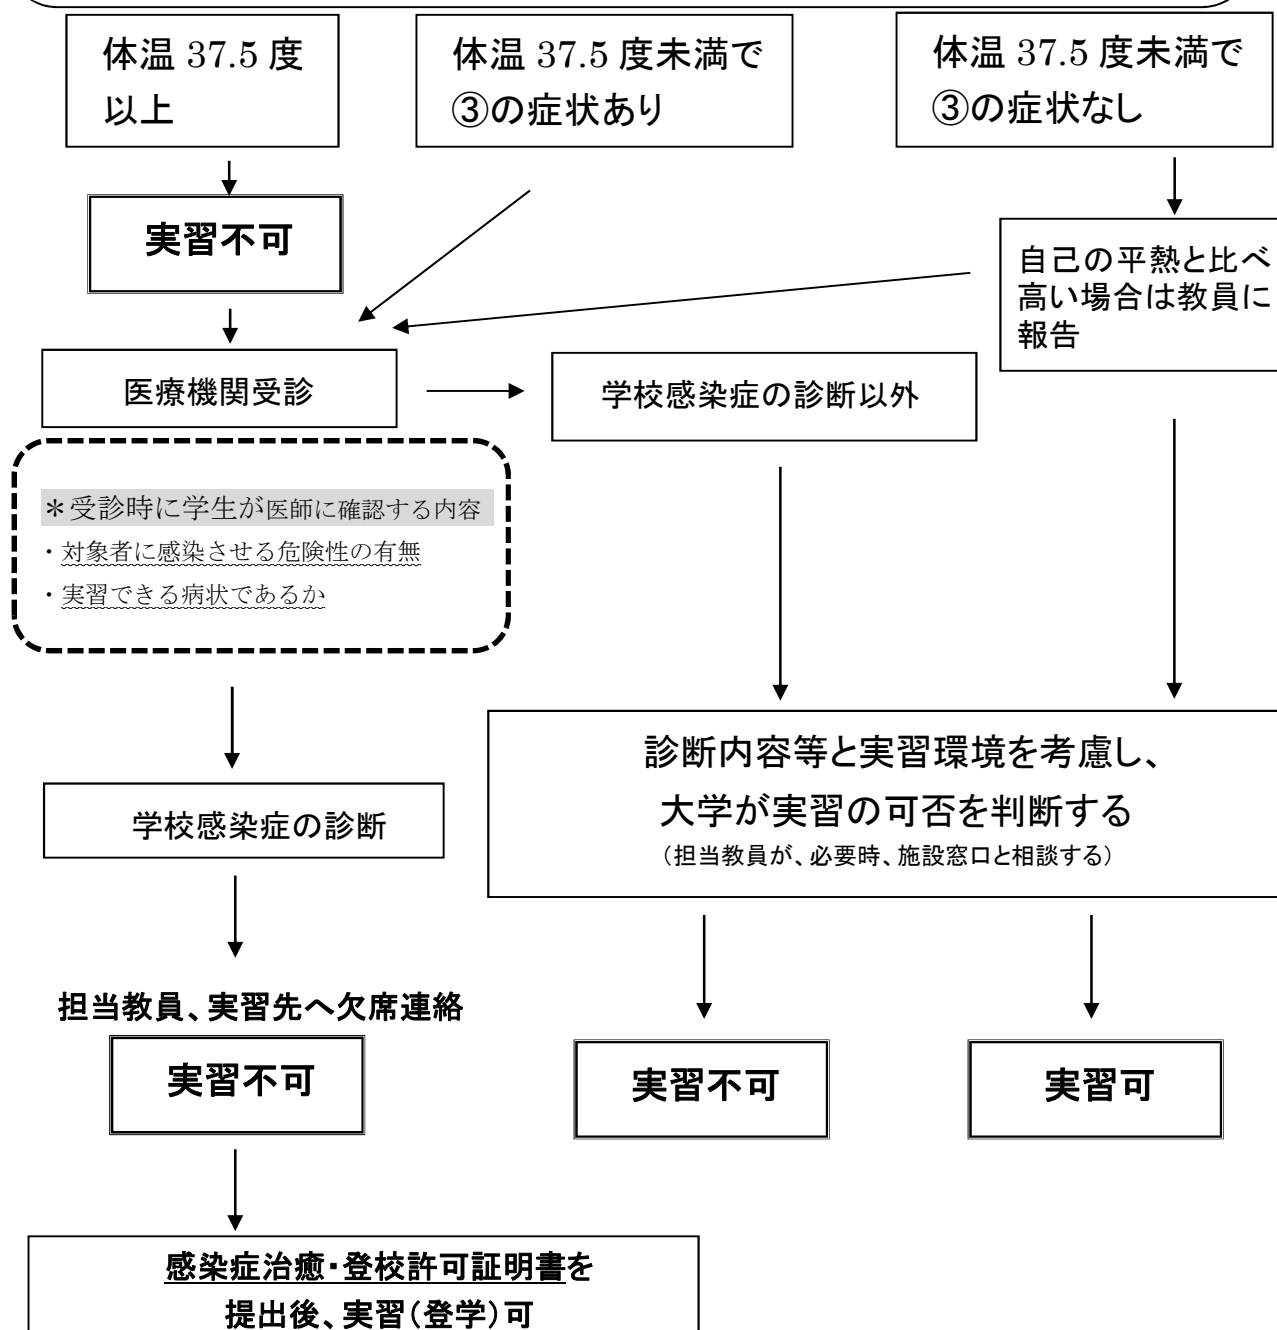 体温 37.5 度
以上
体温 37.5 度未満で
③の症状あり
体温 37.5 度未満で
③の症状なし
実習不可
自己の平熱と比べ
高い場合は教員に
報告
医療機関受診
学校感染症の診断以外
＊受診時に学生が医師に確認する内容
・対象者に感染させる危険性の有無
・実習できる病状であるか
診断内容等と実習環境を考慮し、
大学が実習の可否を判断する
（担当教員が、必要時、施設窓口と相談する）
学校感染症の診断
担当教員、実習先へ欠席連絡
実習不可
実習不可
実習可
感染症治癒・登校許可証明書を
提出後、実習（登学）可